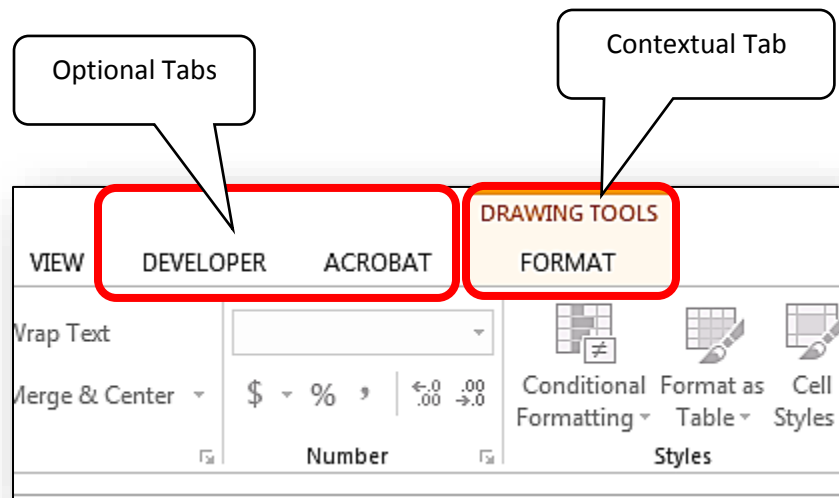 Optional Tabs
Contextual Tab
DRAWING TOOLS
VIEW DEVELOPER ACROBAT FORMAT
Wrap Text
Merge & Center
$ % , ←.0 .00 .00 →.0
Conditional Formatting
Format as Table
Cell Styles
Number Styles